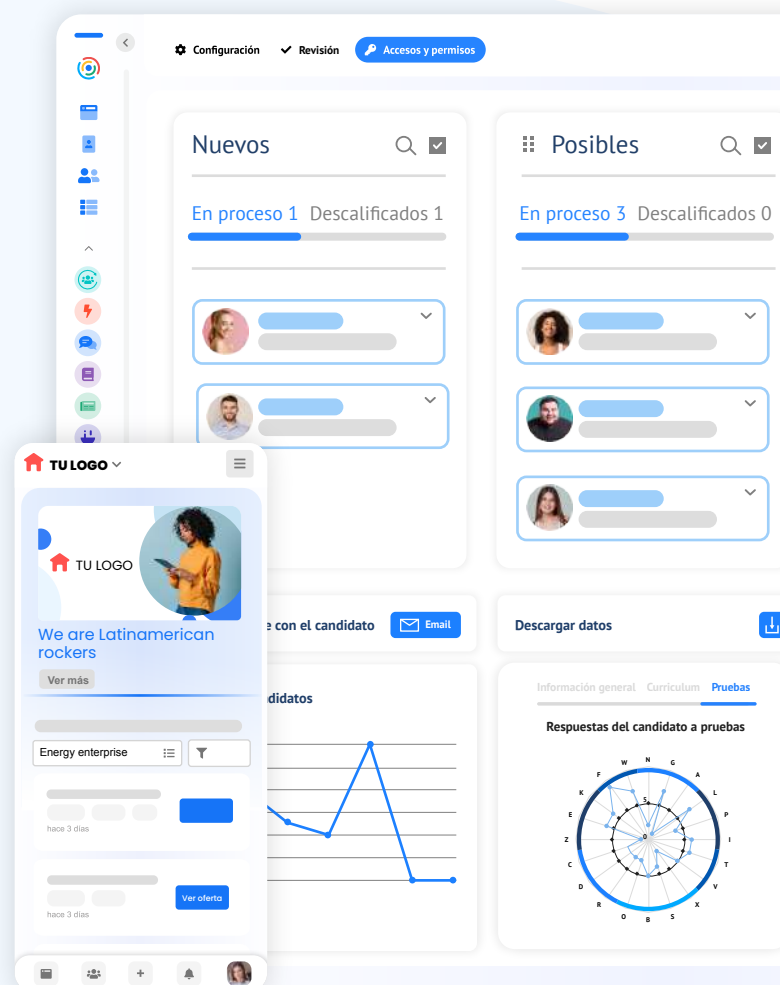 Configuración
Revisión
Accesos y permisos
Nuevos
En proceso 1 Descalificados 1
Posibles
En proceso 3 Descalificados 0
TU LOGO
TU LOGO
We are Latinamerican
rockers
Ver más
Energy enterprise
hace 3 días
Ver oferta
hace 3 días
e con el candidato
Email
Descargar datos
didatos
Información general Curriculum Pruebas
Respuestas del candidato a pruebas
N
G
A
L
P
I
T
V
X
S
B
O
R
D
C
Z
E
K
F
W
5
0